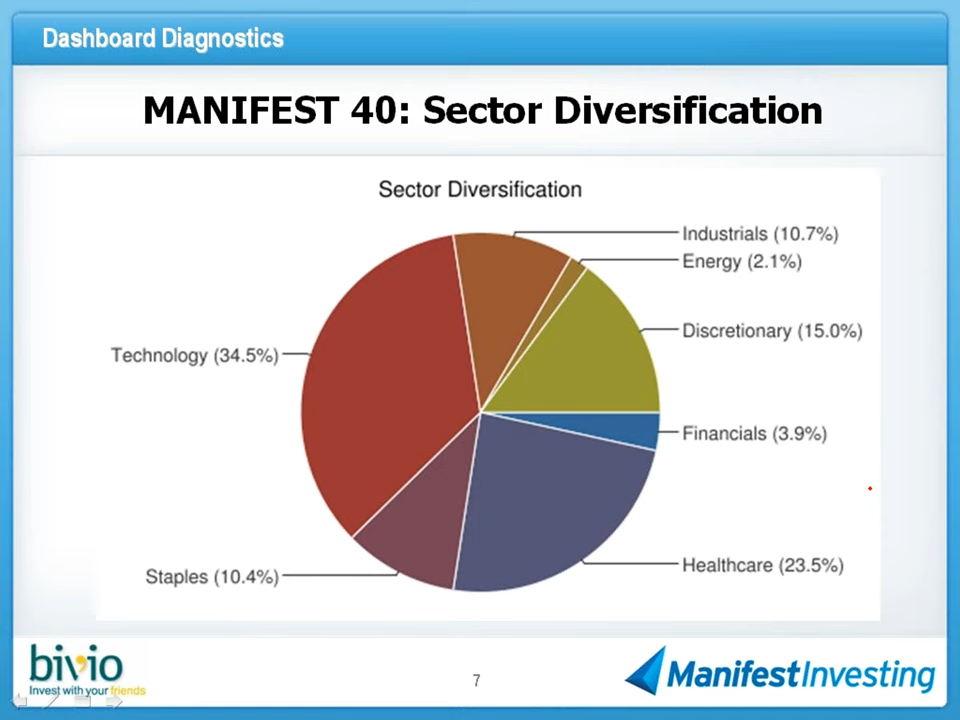 Dashboard Diagnostics
MANIFEST 40: Sector Diversification
Sector Diversification
Industrials (10.7%)
Energy (2.1%)
Discretionary (15.0%)
Technology (34.5%)
Financials (3.9%)
Healthcare (23.5%)
Staples (10.4%)
bivio
Invest with your friends
7
ManifestInvesting